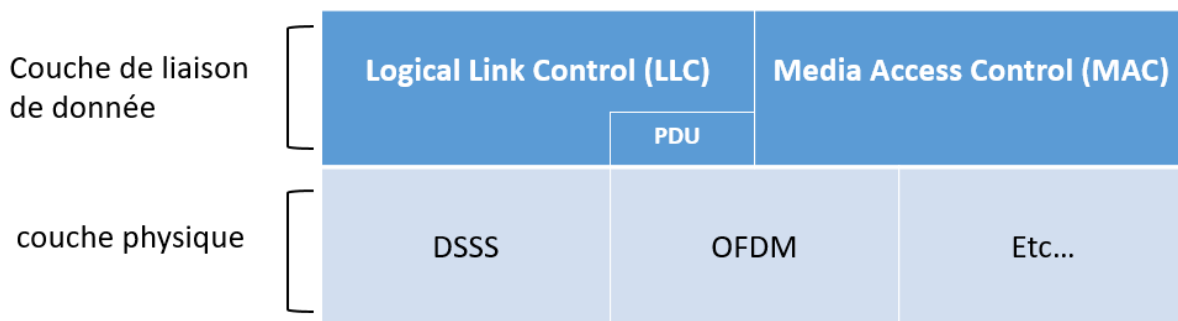 Couche de liaison
de donnée
Logical Link Control (LLC)
Media Access Control (MAC)
PDU
couche physique
DSSS
OFDM
Etc...